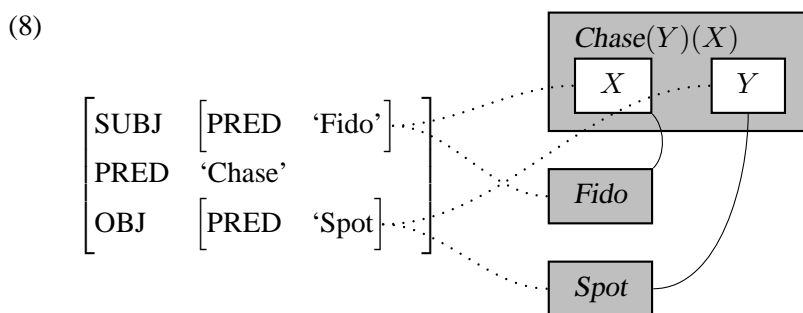 (8)
Chase(Y)(X)
X Y
SUBJ [PRED ‘Fido’]
PRED ‘Chase’
OBJ [PRED ‘Spot]
Fido
Spot